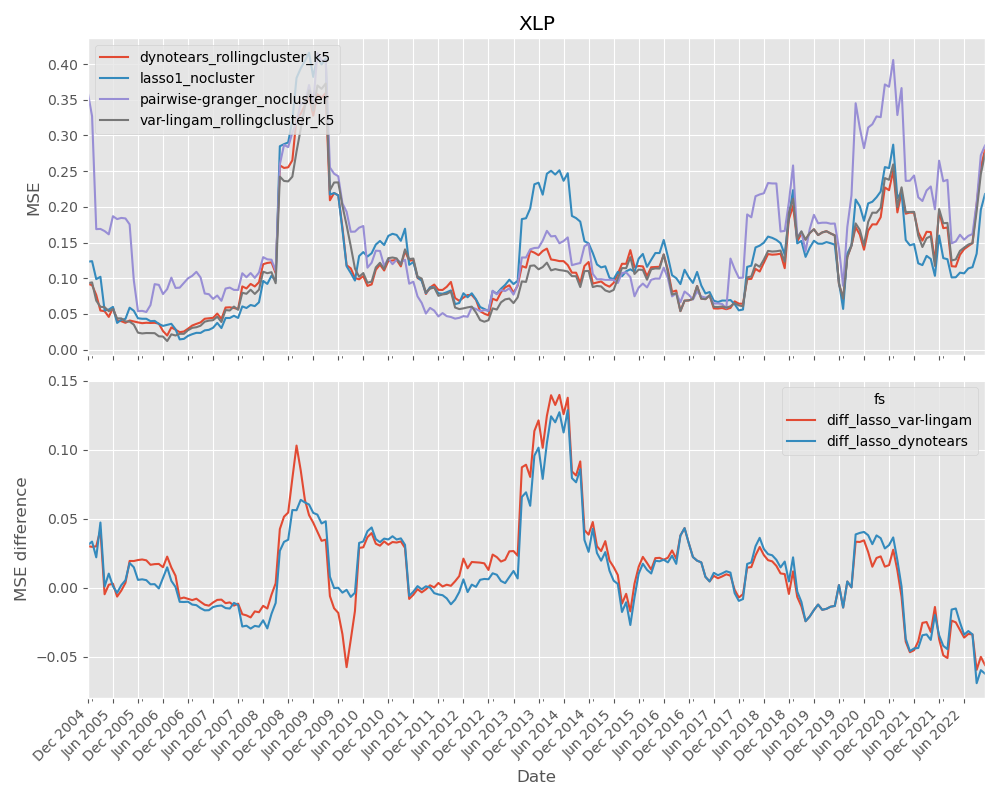 XLP
dynotears_rollingcluster_k5
lasso1_nocluster
pairwise-granger_nocluster
var-lingam_rollingcluster_k5
0.40
0.35
0.30
0.25
0.20
0.15
0.10
0.05
0.00
MSE
fs
diff_lasso_var-lingam
diff_lasso_dynotears
0.15
0.10
0.05
0.00
−0.05
MSE difference
Dec 2004
Jun 2005
Dec 2005
Jun 2006
Dec 2006
Jun 2007
Dec 2007
Jun 2008
Dec 2008
Jun 2009
Dec 2009
Jun 2010
Dec 2010
Jun 2011
Dec 2011
Jun 2012
Dec 2012
Jun 2013
Dec 2013
Jun 2014
Dec 2014
Jun 2015
Dec 2015
Jun 2016
Dec 2016
Jun 2017
Dec 2017
Jun 2018
Dec 2018
Jun 2019
Dec 2019
Jun 2020
Dec 2020
Jun 2021
Dec 2021
Jun 2022
Date